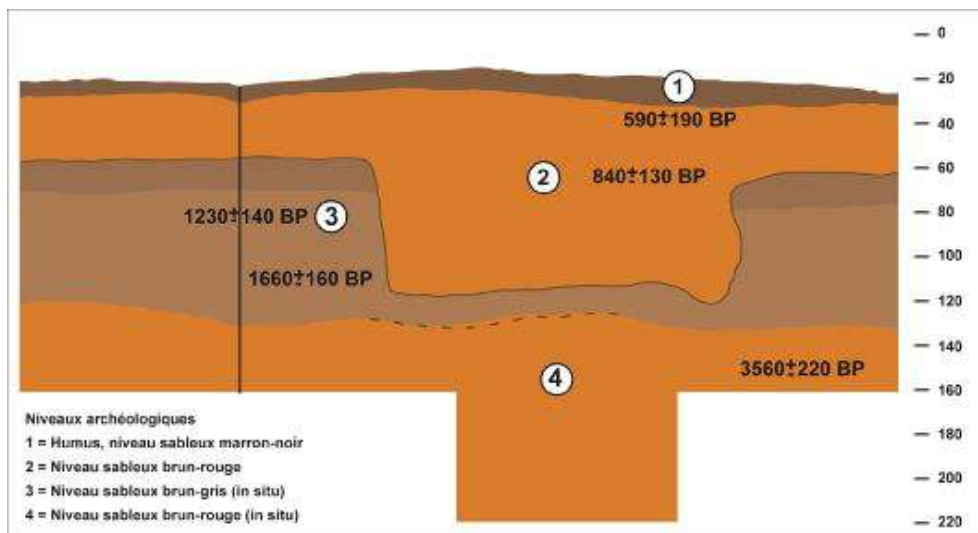 0
20
1
40
590±190 BP
60
2
840±130 BP
80
1230±140 BP
3
100
1660±160 BP
120
140
4
3560±220 BP
160
Niveaux archéologiques
180
1 = Humus, niveau sableux marron-noir
2 = Niveau sableux brun-rouge
200
3 = Niveau sableux brun-gris (in situ)
4 = Niveau sableux brun-rouge (in situ)
220